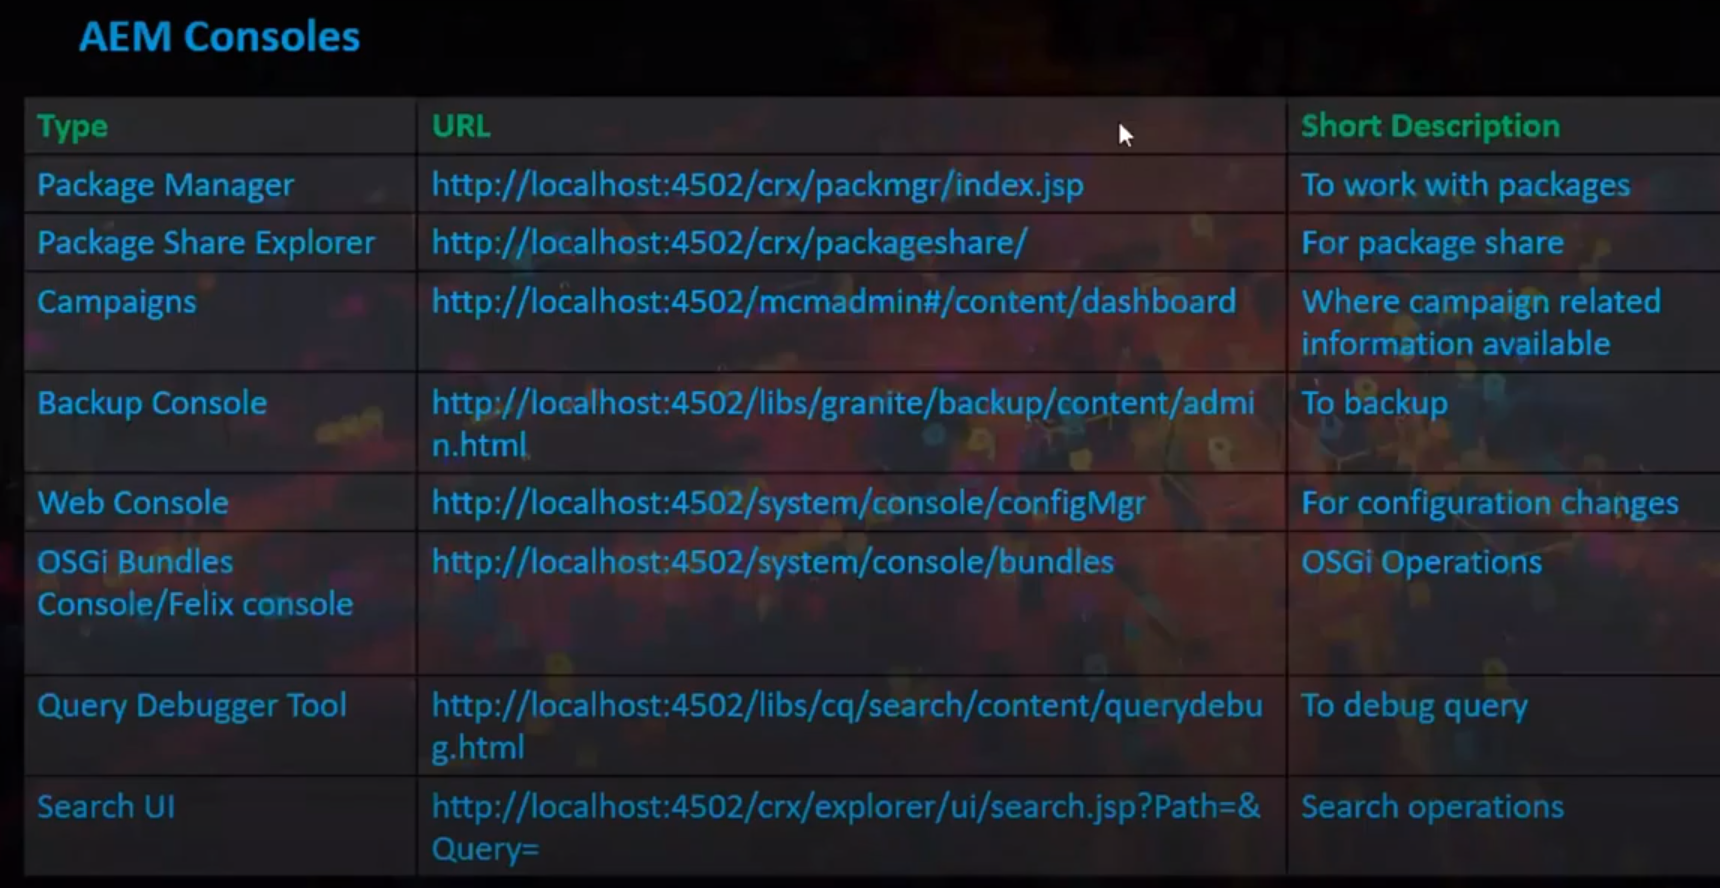 AEM Consoles
Type URL Short Description
Package Manager http://localhost:4502/crx/packmgr/index.jsp To work with packages
Package Share Explorer http://localhost:4502/crx/packageshare/ For package share
Campaigns http://localhost:4502/mcmadmin#/content/dashboard Where campaign related
information available
Backup Console http://localhost:4502/libs/granite/backup/content/admi To backup
n.html
Web Console http://localhost:4502/system/console/configMgr For configuration changes
OSGi Bundles http://localhost:4502/system/console/bundles OSGi Operations
Console/Felix console
Query Debugger Tool http://localhost:4502/libs/cq/search/content/querydebu To debug query
g.html
Search UI http://localhost:4502/crx/explorer/ui/search.jsp?Path=& Search operations
Query=